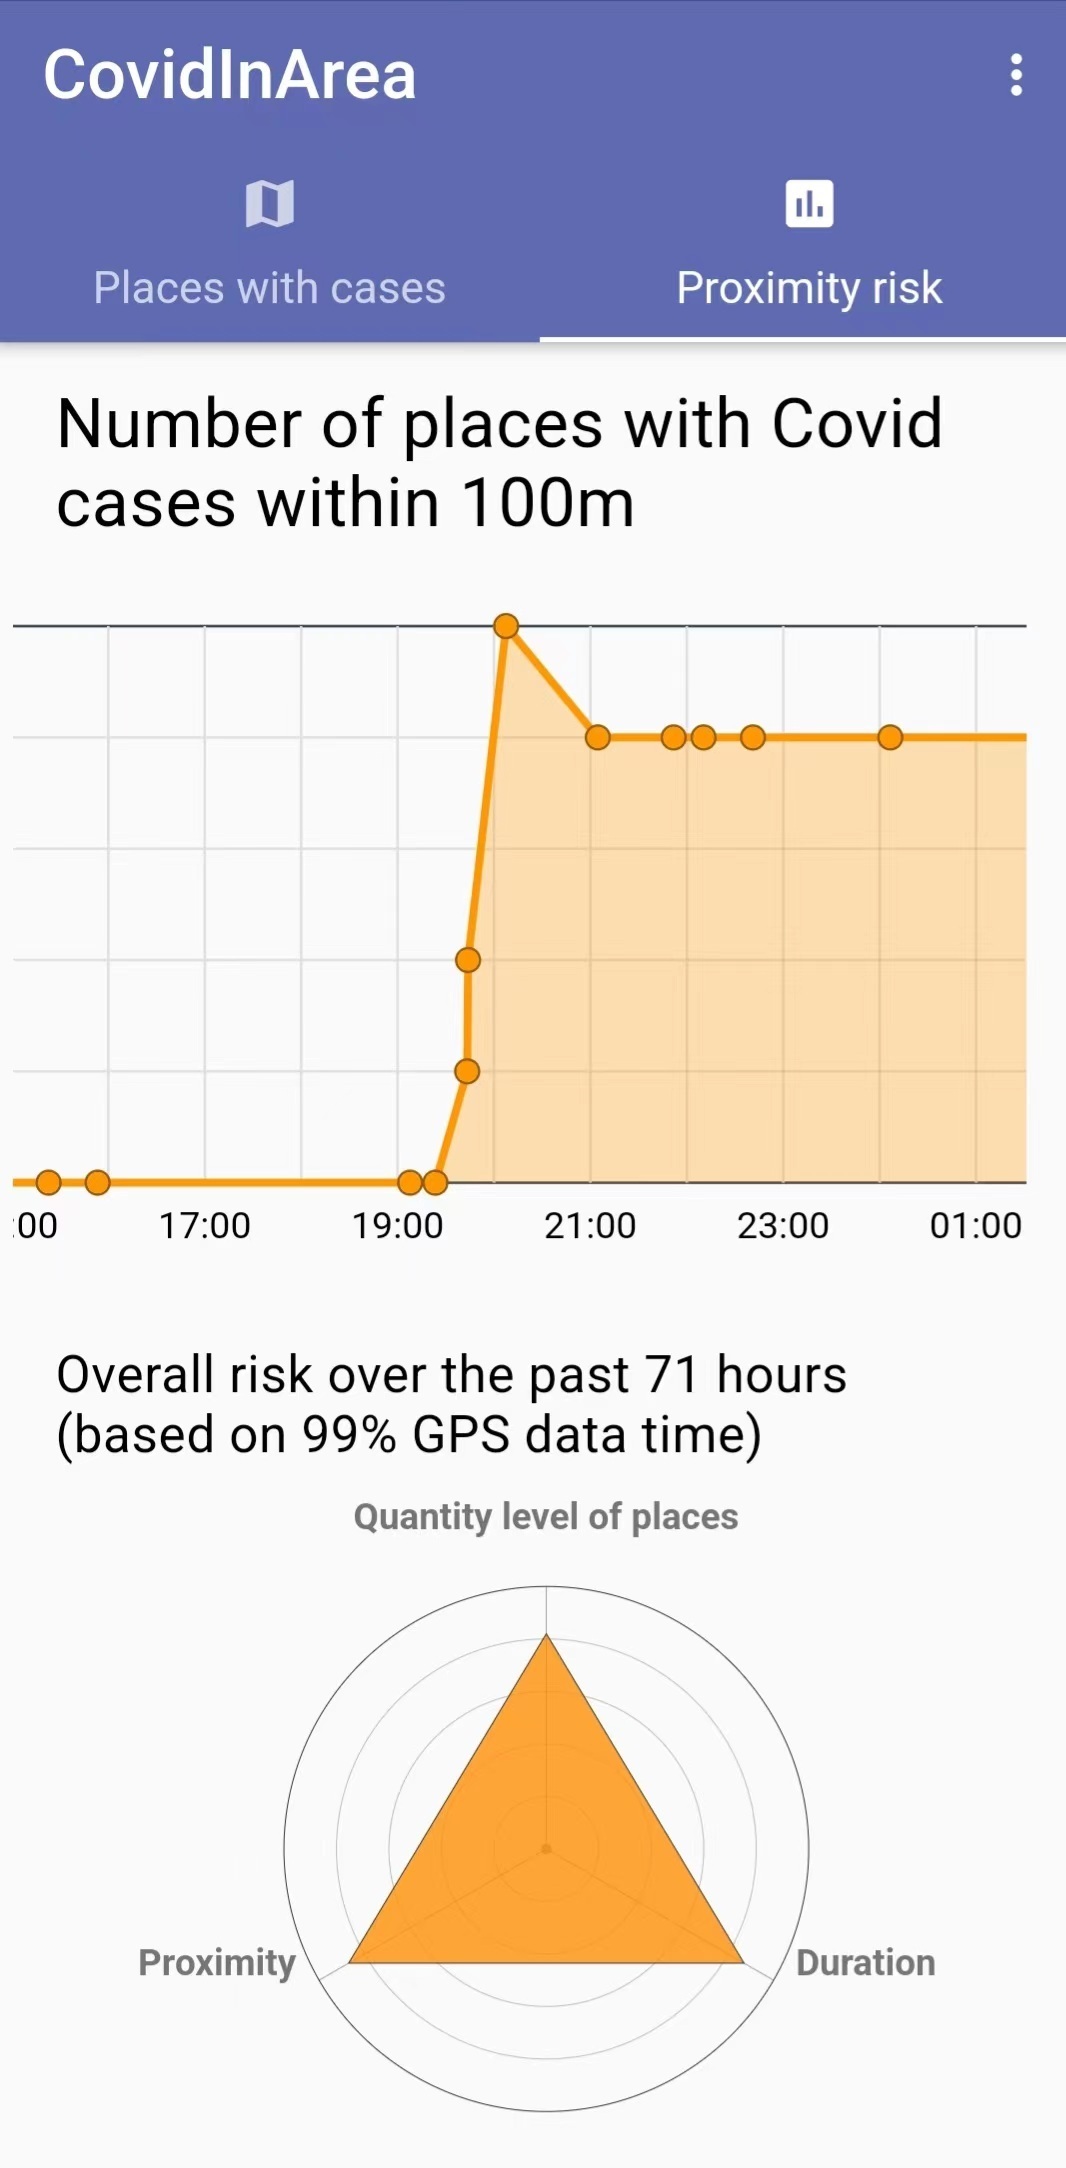 CovidInArea
Places with cases
Proximity risk
Number of places with Covid
cases within 100m
:00 17:00 19:00 21:00 23:00 01:00
Overall risk over the past 71 hours
(based on 99% GPS data time)
Quantity level of places
Proximity
Duration